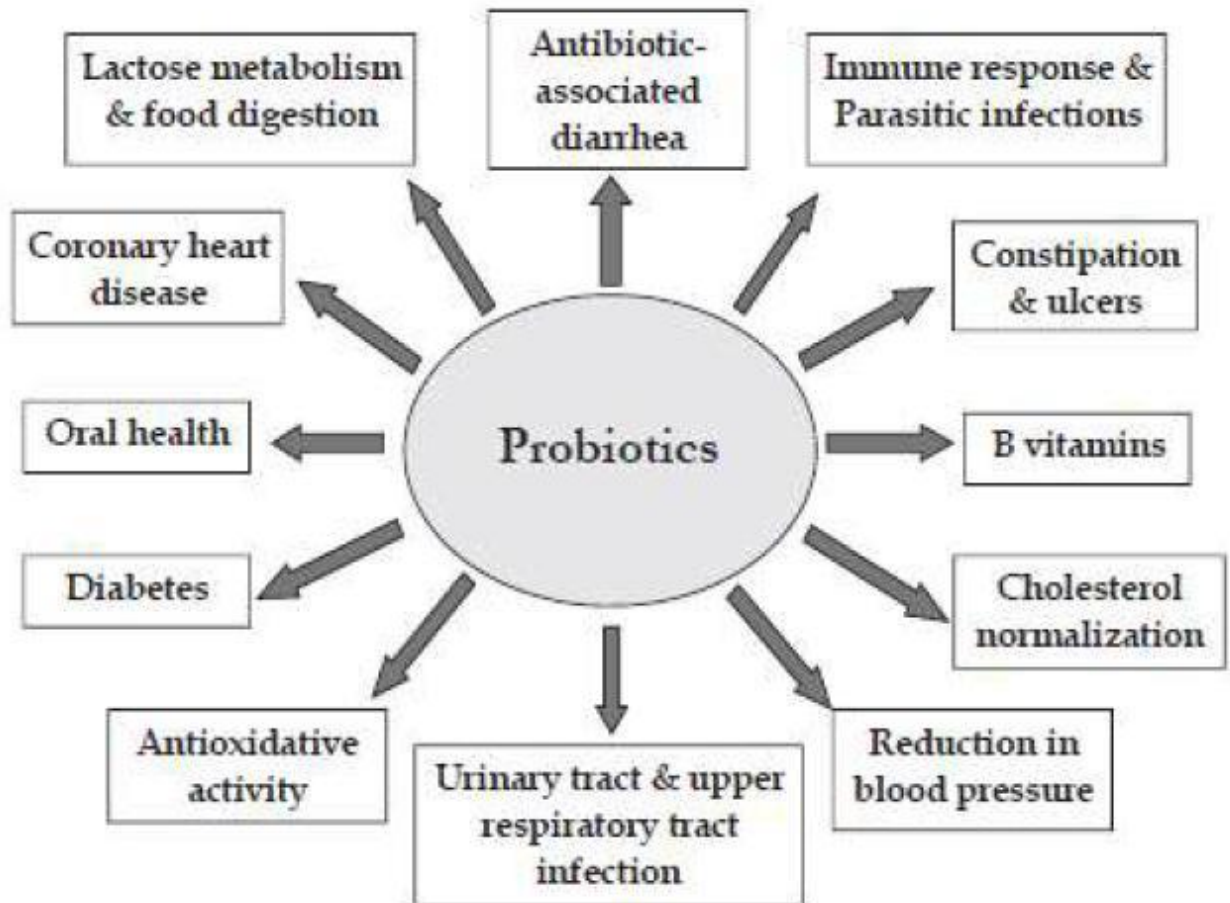 Lactose metabolism
& food digestion
Antibiotic-
associated
diarrhea
Immune response &
Parasitic infections
Coronary heart
disease
Constipation
& ulcers
Oral health
Probiotics
B vitamins
Diabetes
Cholesterol
normalization
Antioxidative
activity
Urinary tract & upper
respiratory tract
infection
Reduction in
blood pressure